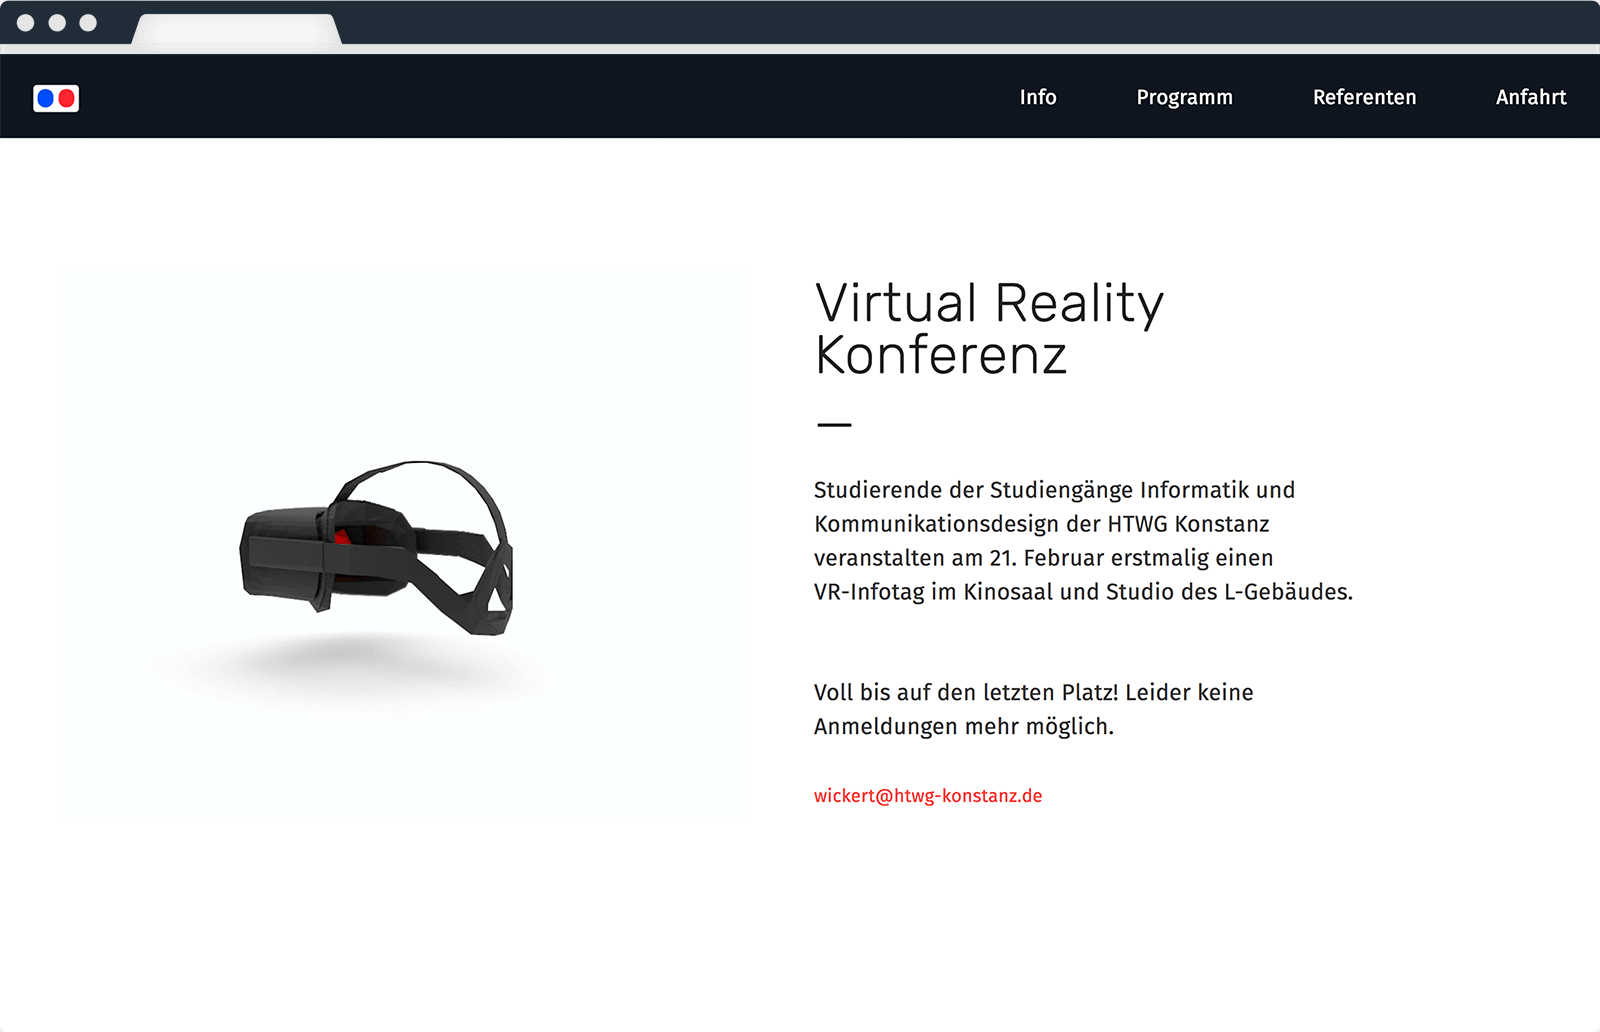 Info
Programm
Referenten
Anfahrt
Virtual Reality
Konferenz
Studierende der Studiengänge Informatik und
Kommunikationsdesign der HTWG Konstanz
veranstalten am 21. Februar erstmalig einen
VR-Infotag im Kinosaal und Studio des L-Gebäudes.
Voll bis auf den letzten Platz! Leider keine
Anmeldungen mehr möglich.
wickert@htwg-konstanz.de